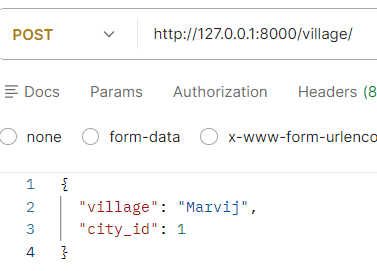 POST http://127.0.0.1:8000/village/
Docs Params Authorization Headers (8
none form-data x-www-form-urlenco
1 {
2 "village": "Marvij",
3 "city_id": 1
4 }